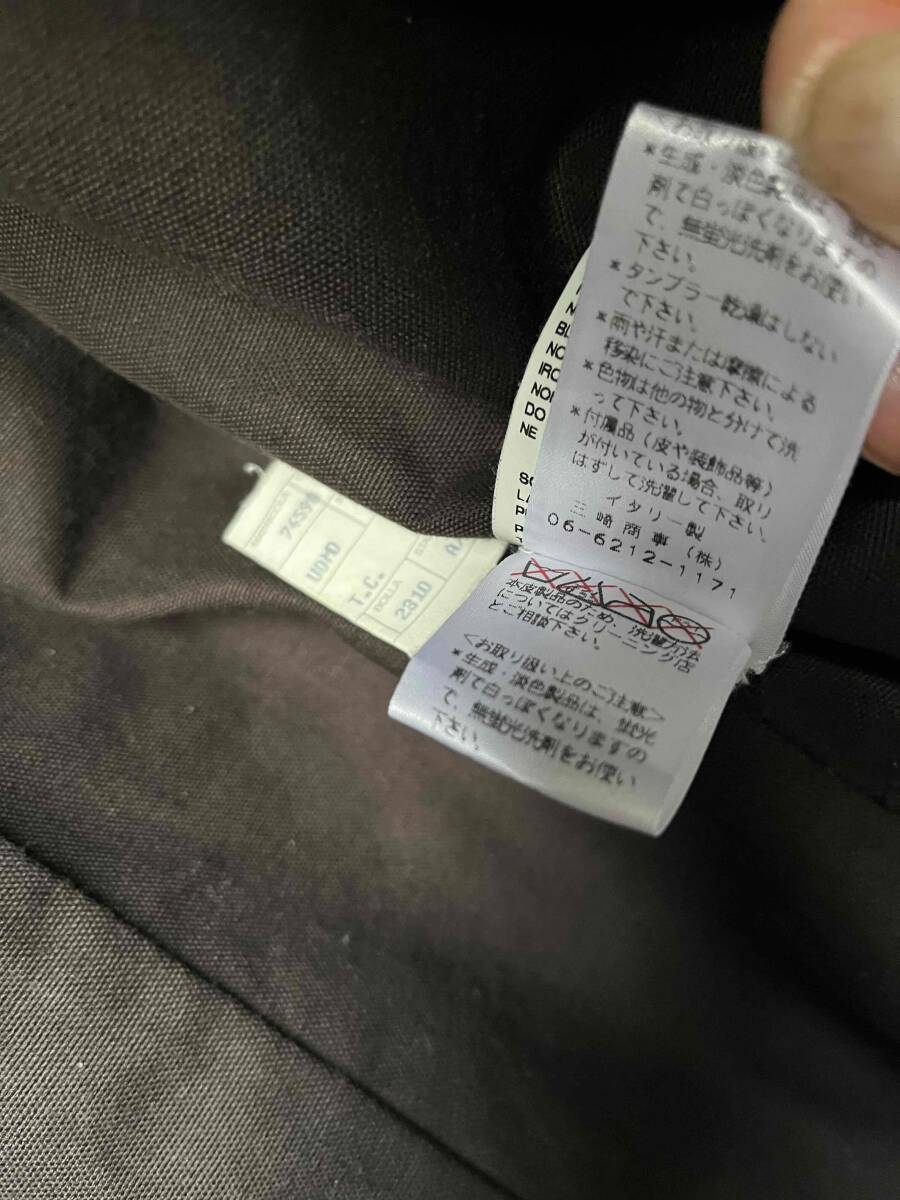 *生成・淡色製
剤で白っぽくなりますの
で、無蛍光洗剤をお使い
下さい。
*タンブラー乾燥はしない
で下さい。
*雨や汗または摩擦による
移染にご注意下さい。
*色物は他の物と分けて洗
って下さい。
*付属品（皮や装飾品等）
が付いている場合、取り
はずして洗濯して下さい。
イタリー製
三崎商事（株）
06-6212-1171
BL
NO
IRO
NO
DO
NE
SC
LA
UOMO
T.C.
BOLLA
2310
A
本皮製品のため、洗濯方法
についてはクリーニング店
とご相談下さい。
<お取り扱い上のご注意>
*生成・淡色製品は、蛍光
剤で白っぽくなりますの
で、無蛍光洗剤をお使い
下さい。